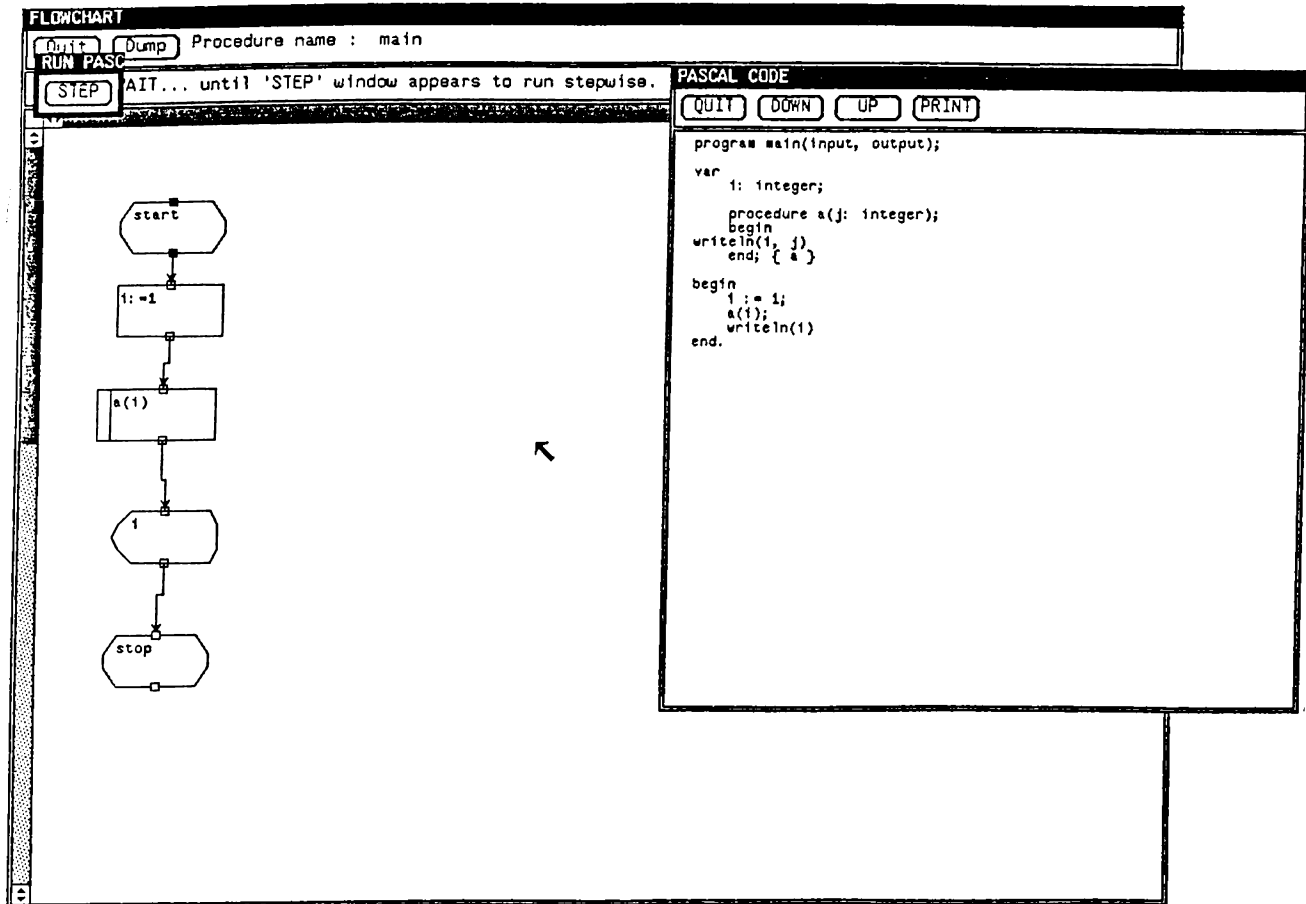 FLOWCHART
Quit Dump Procedure name : main
RUN PASC
STEP AIT... until 'STEP' window appears to run stepwise.
start
i:=1
a(i)
i
stop
PASCAL CODE
QUIT DOWN UP PRINT
program main(input, output);
var
i: integer;
procedure a(j: integer);
begin
writeln(i, j)
end; { a }
begin
i := 1;
a(i);
writeln(i)
end.